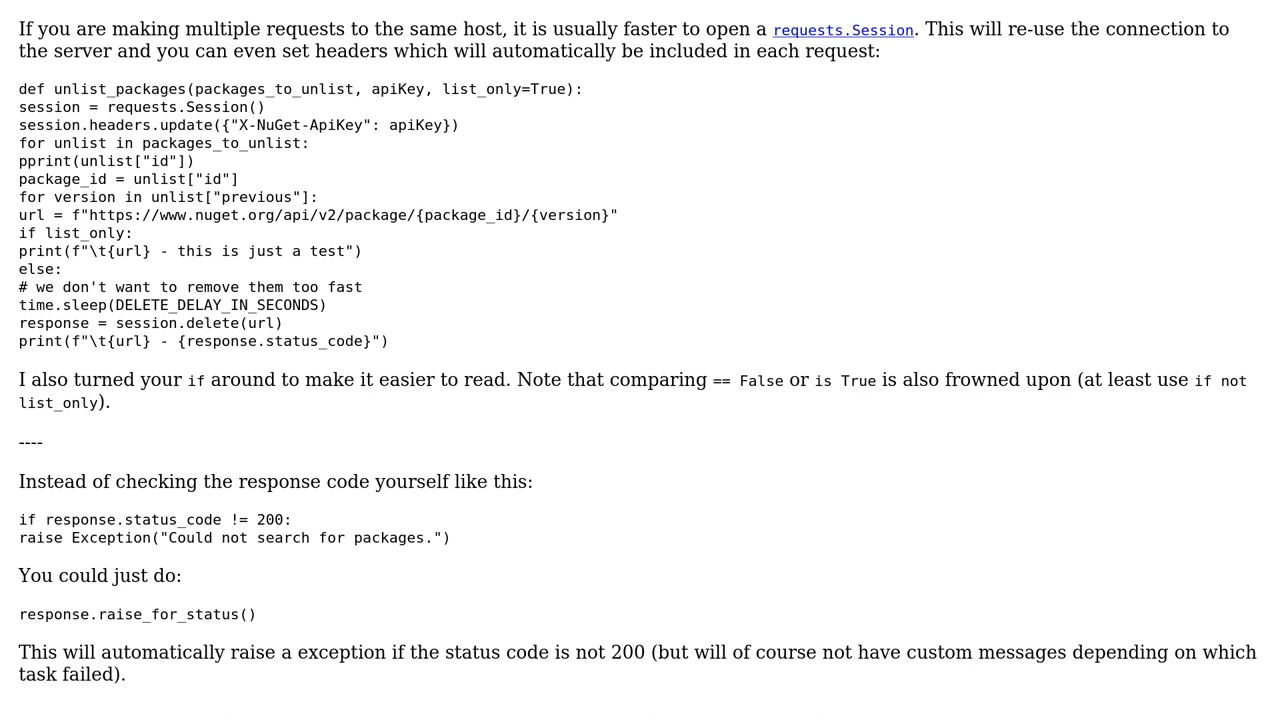 If you are making multiple requests to the same host, it is usually faster to open a requests.Session. This will re-use the connection to
the server and you can even set headers which will automatically be included in each request:
def unlist_packages(packages_to_unlist, apiKey, list_only=True):
session = requests.Session()
session.headers.update({"X-NuGet-ApiKey": apiKey})
for unlist in packages_to_unlist:
pprint(unlist["id"])
package_id = unlist["id"]
for version in unlist["previous"]:
url = f"https://www.nuget.org/api/v2/package/{package_id}/{version}"
if list_only:
print(f"\t{url} - this is just a test")
else:
# we don't want to remove them too fast
time.sleep(DELETE_DELAY_IN_SECONDS)
response = session.delete(url)
print(f"\t{url} - {response.status_code}")
I also turned your if around to make it easier to read. Note that comparing == False or is True is also frowned upon (at least use if not
list_only).
----
Instead of checking the response code yourself like this:
if response.status_code != 200:
raise Exception("Could not search for packages.")
You could just do:
response.raise_for_status()
This will automatically raise a exception if the status code is not 200 (but will of course not have custom messages depending on which
task failed).